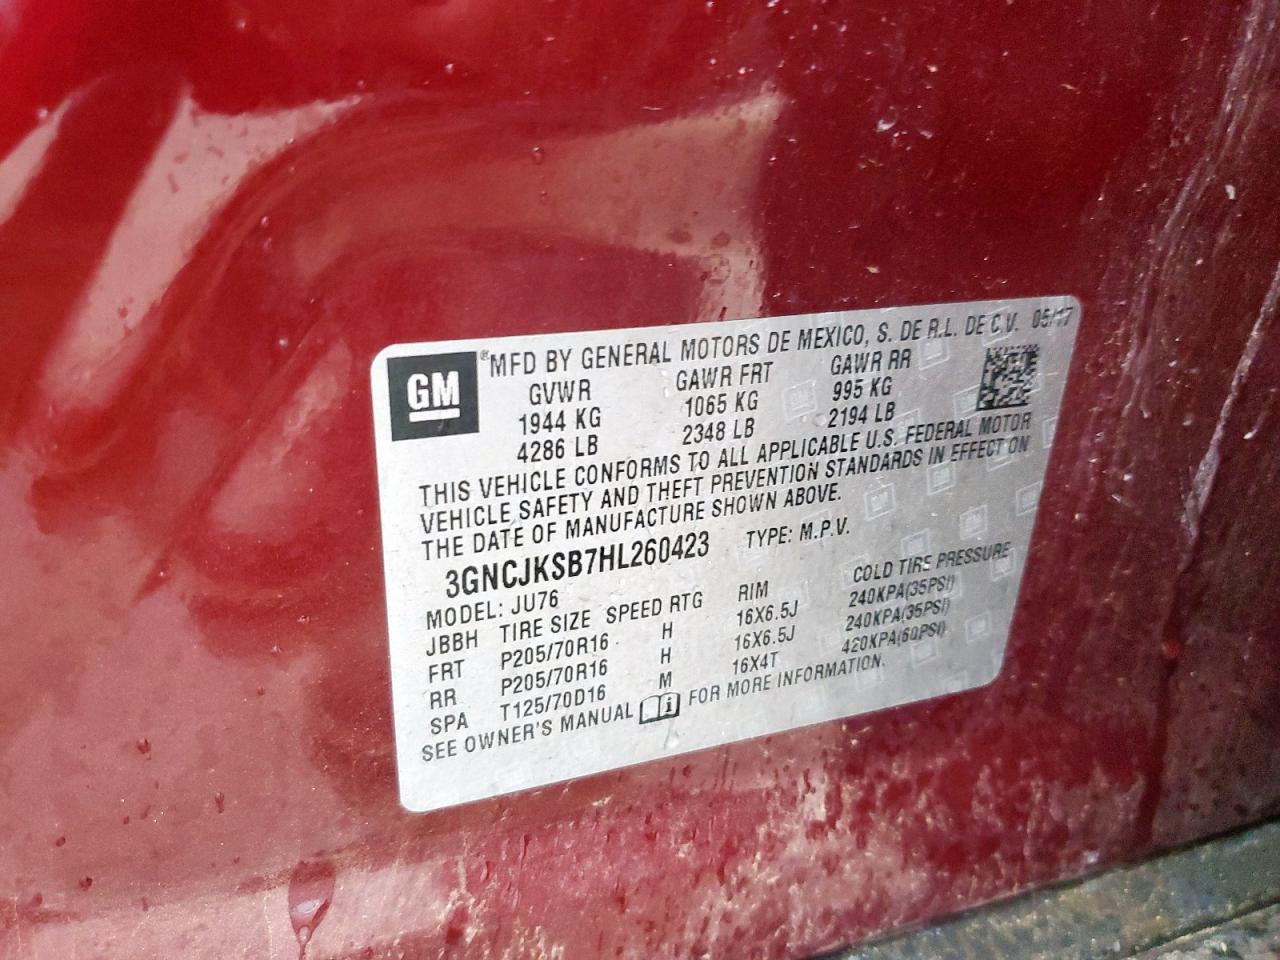 GM
®MFD BY GENERAL MOTORS DE MEXICO, S. DE R.L. DE C.V. 05/17
GVWR GAWR FRT GAWR RR
1944 KG 1065 KG 995 KG
4286 LB 2348 LB 2194 LB
THIS VEHICLE CONFORMS TO ALL APPLICABLE U.S. FEDERAL MOTOR
VEHICLE SAFETY AND THEFT PREVENTION STANDARDS IN EFFECT ON
THE DATE OF MANUFACTURE SHOWN ABOVE.
3GNCJKSB7HL260423 TYPE: M.P.V.
MODEL: JU76
JBBH TIRE SIZE SPEED RTG RIM COLD TIRE PRESSURE
FRT P205/70R16 H 16X6.5J 240KPA(35PSI)
RR P205/70R16 H 16X6.5J 240KPA(35PSI)
SPA T125/70D16 M 16X4T 420KPA(60PSI)
SEE OWNER'S MANUAL i FOR MORE INFORMATION.